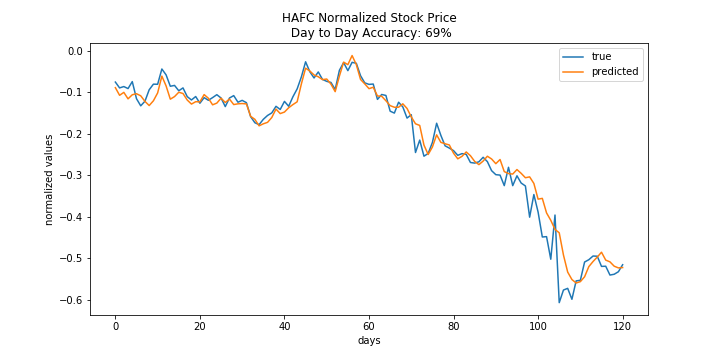 HAFC Normalized Stock Price
Day to Day Accuracy: 69%
true
predicted
normalized values
0.0
−0.1
−0.2
−0.3
−0.4
−0.5
−0.6
0 20 40 60 80 100 120
days